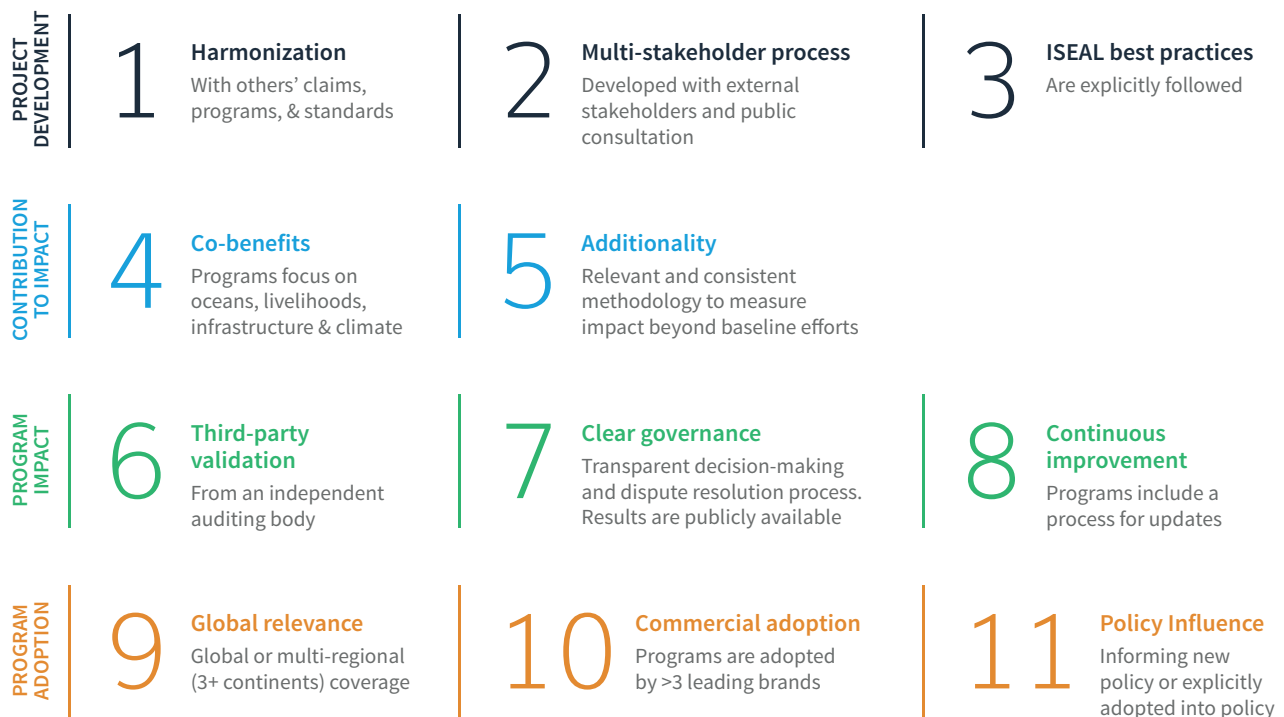 PROJECT
DEVELOPMENT
1
Harmonization
With others’ claims,
programs, & standards
2
Multi-stakeholder process
Developed with external
stakeholders and public
consultation
3
ISEAL best practices
Are explicitly followed
CONTRIBUTION
TO IMPACT
4
Co-benefits
Programs focus on
oceans, livelihoods,
infrastructure & climate
5
Additionality
Relevant and consistent
methodology to measure
impact beyond baseline efforts
PROGRAM
IMPACT
6
Third-party
validation
From an independent
auditing body
7
Clear governance
Transparent decision-making
and dispute resolution process.
Results are publicly available
8
Continuous
improvement
Programs include a
process for updates
PROGRAM
ADOPTION
9
Global relevance
Global or multi-regional
(3+ continents) coverage
10
Commercial adoption
Programs are adopted
by >3 leading brands
11
Policy Influence
Informing new
policy or explicitly
adopted into policy